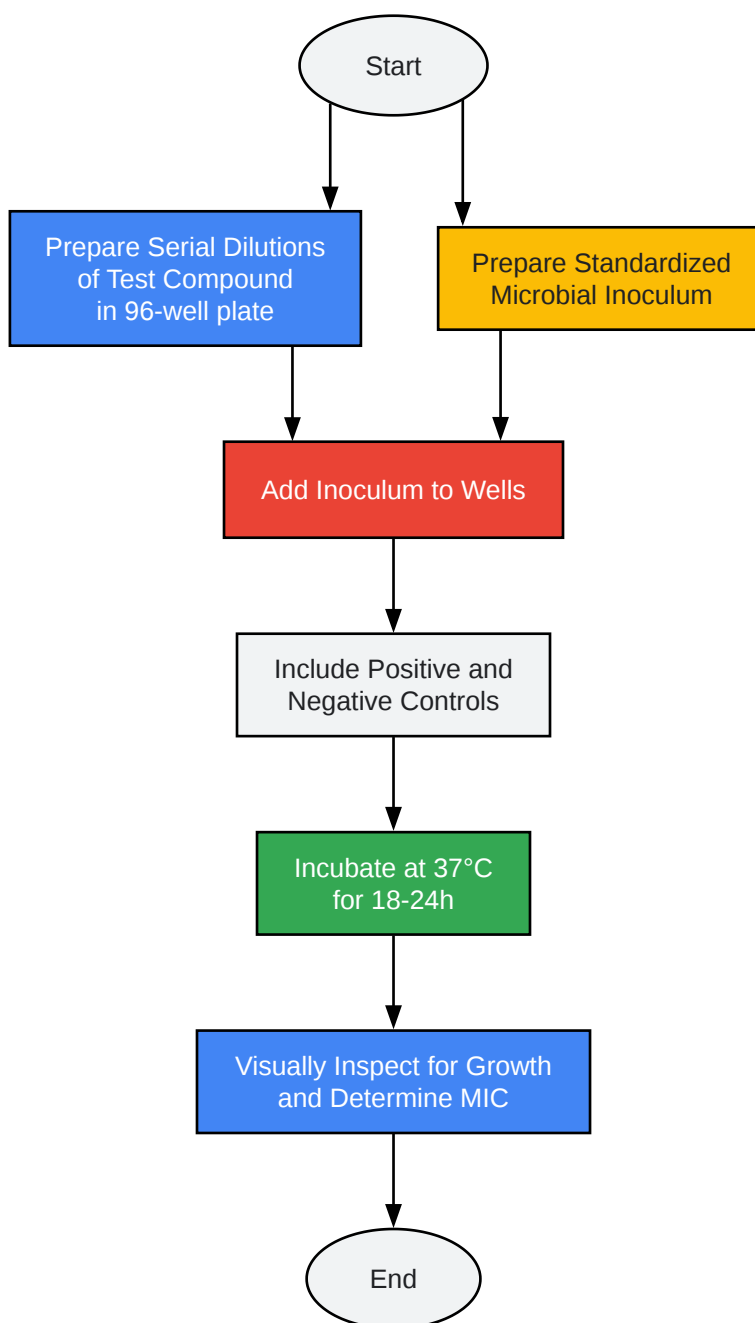 Start
Prepare Serial Dilutions
of Test Compound
in 96-well plate
Prepare Standardized
Microbial Inoculum
Add Inoculum to Wells
Include Positive and
Negative Controls
Incubate at 37°C
for 18-24h
Visually Inspect for Growth
and Determine MIC
End